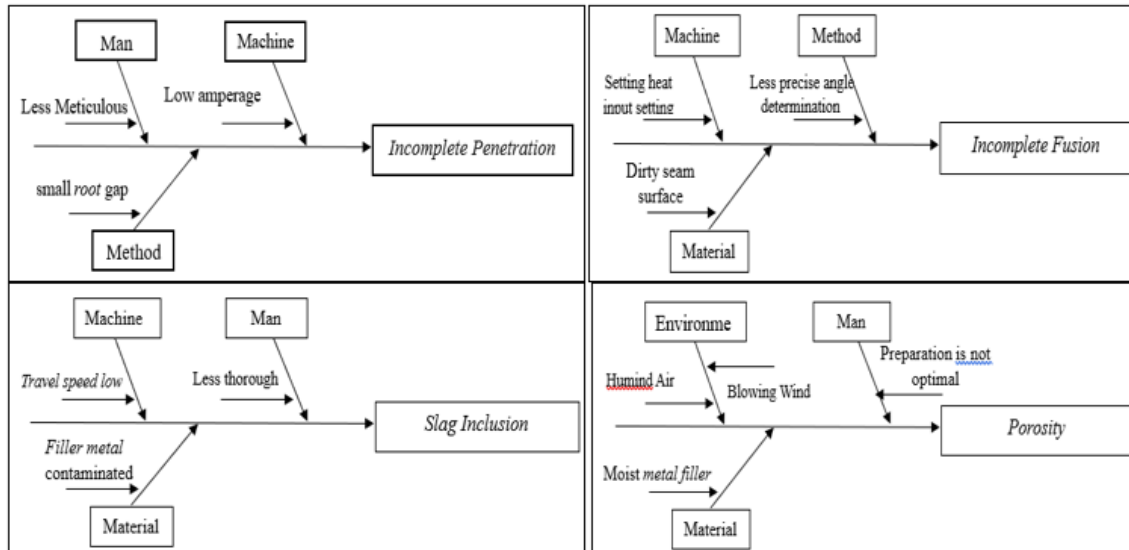 Man
Machine
Less Meticulous
Low amperage
Incomplete Penetration
small root gap
Method
Machine
Method
Setting heat
input setting
Less precise angle
determination
Incomplete Fusion
Dirty seam
surface
Material
Machine
Man
Travel speed low
Less thorough
Slag Inclusion
Filler metal
contaminated
Material
Environme
Man
Humind Air
Blowing Wind
Preparation is not
optimal
Porosity
Moist metal filler
Material